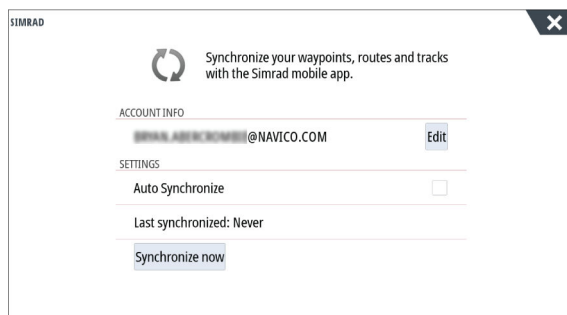 SIMRAD
Synchronize your waypoints, routes and tracks
with the Simrad mobile app.
ACCOUNT INFO
@NAVICO.COM
Edit
SETTINGS
Auto Synchronize
Last synchronized: Never
Synchronize now